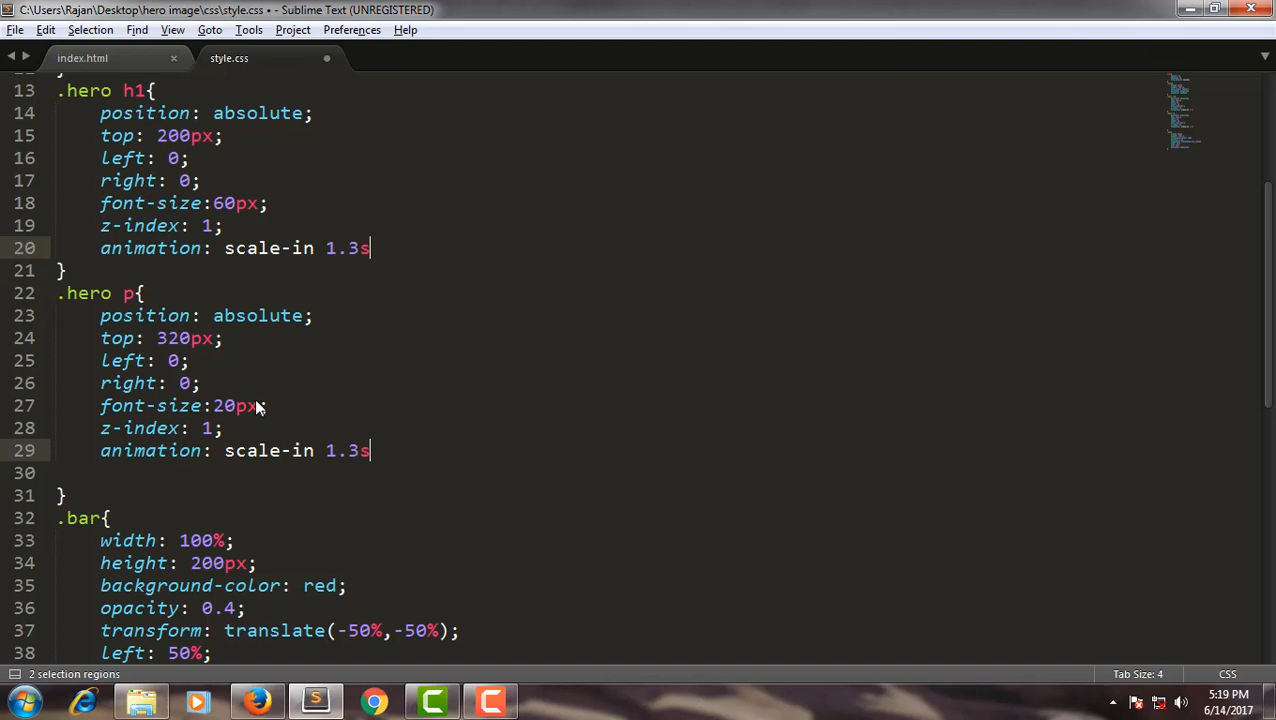 C:\Users\Rajan\Desktop\hero image\css\style.css • - Sublime Text (UNREGISTERED)
File Edit Selection Find View Goto Tools Project Preferences Help
index.html × style.css
13 .hero h1{
14 position: absolute;
15 top: 200px;
16 left: 0;
17 right: 0;
18 font-size:60px;
19 z-index: 1;
20 animation: scale-in 1.3s
21 }
22 .hero p{
23 position: absolute;
24 top: 320px;
25 left: 0;
26 right: 0;
27 font-size:20px;
28 z-index: 1;
29 animation: scale-in 1.3s
30
31 }
32 .bar{
33 width: 100%;
34 height: 200px;
35 background-color: red;
36 opacity: 0.4;
37 transform: translate(-50%,-50%);
38 left: 50%;
2 selection regions Tab Size: 4 CSS
5:19 PM
6/14/2017